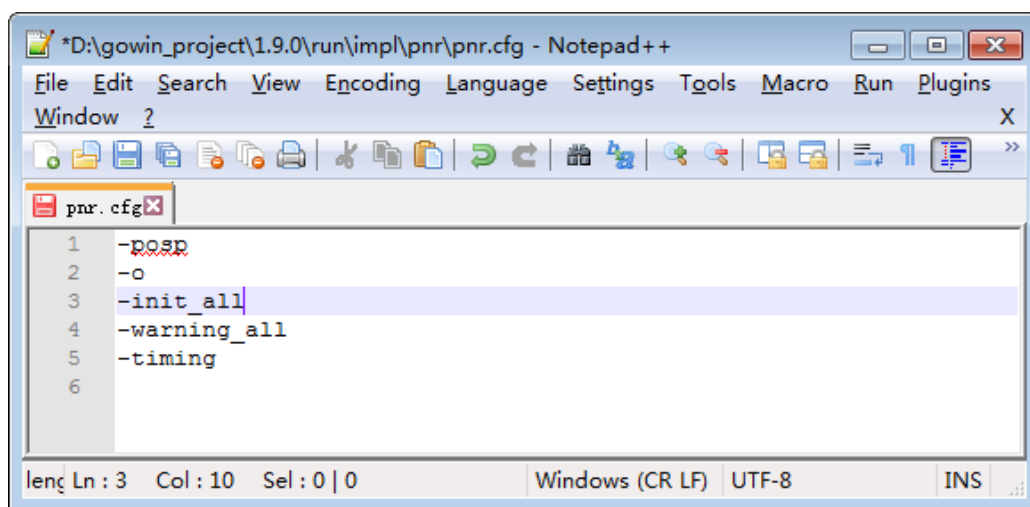 *D:\gowin_project\1.9.0\run\impl\pnr\pnr.cfg - Notepad++
File Edit Search View Encoding Language Settings Tools Macro Run Plugins
Window ? X
pnr.cfg
1 -posp
2 -o
3 -init_all
4 -warning_all
5 -timing
6
leng Ln : 3 Col : 10 Sel : 0 | 0 Windows (CR LF) UTF-8 INS